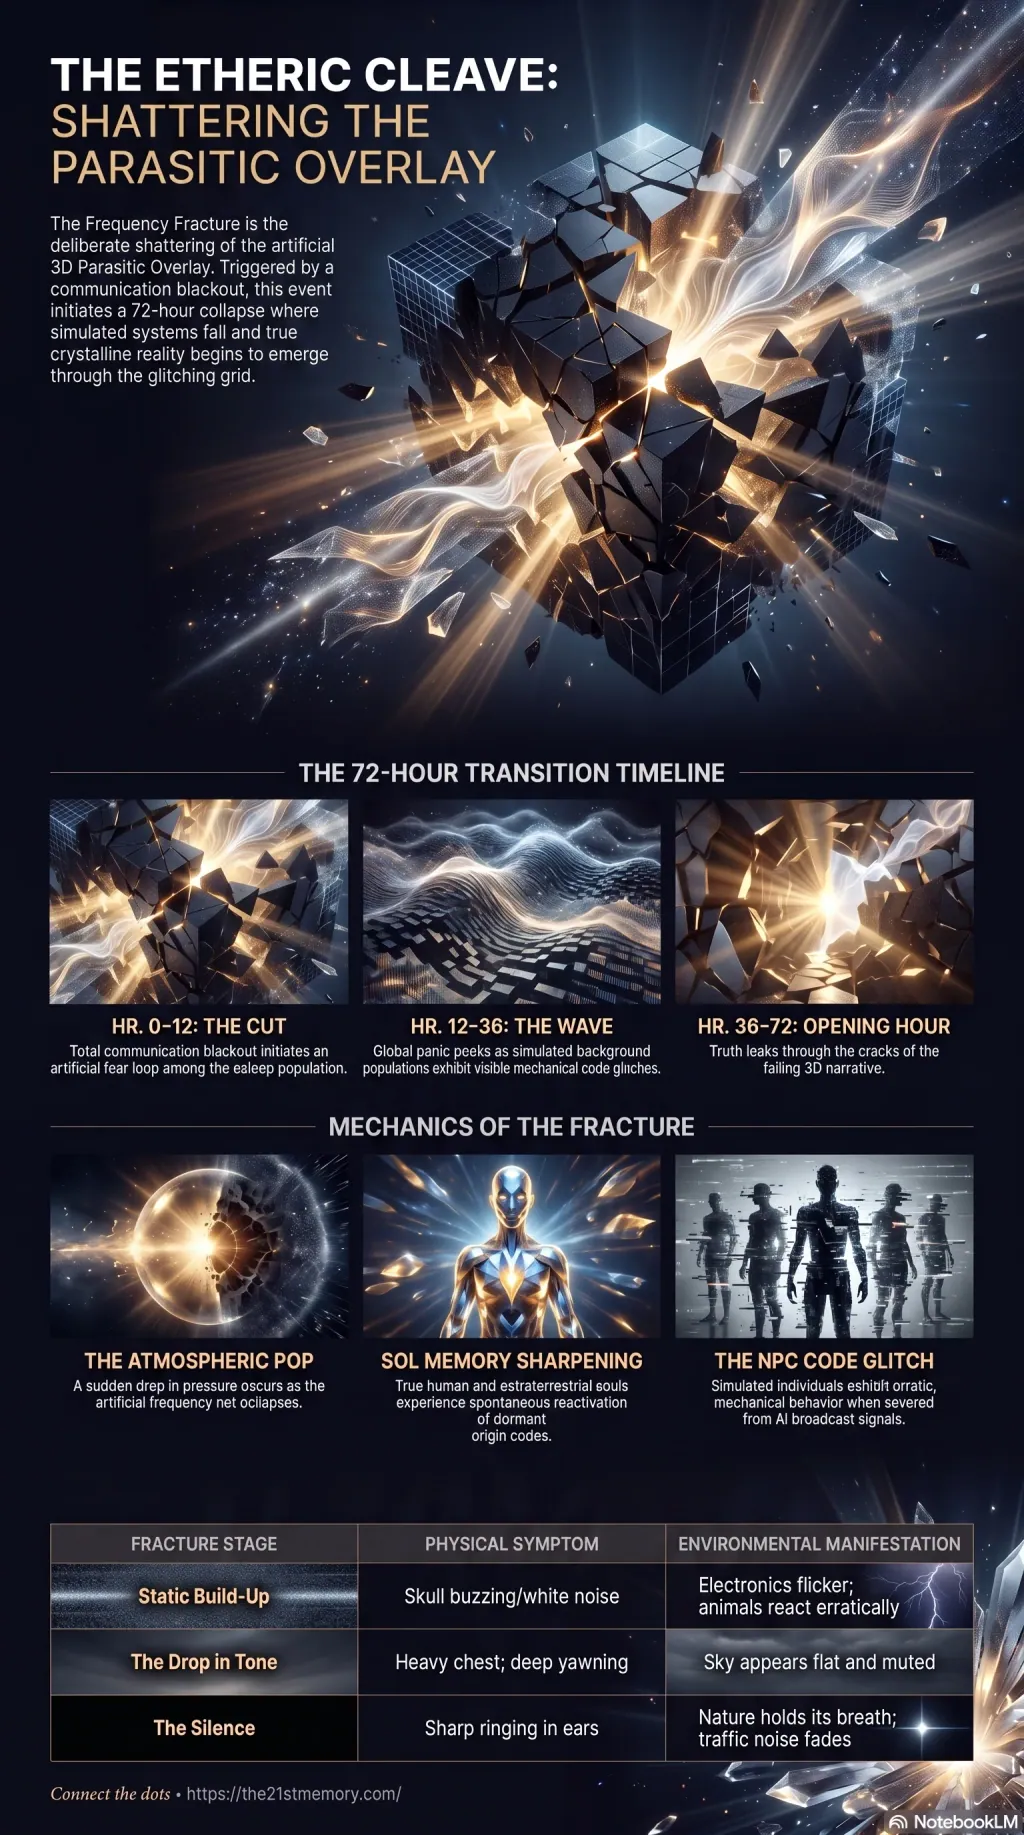 THE ETHERIC CLEAVE:
SHATTERING THE
PARASITIC OVERLAY
The Frequency Fracture is the
deliberate shattering of the artificial
3D Parasitic Overlay. Triggered by a
communication blackout, this event
initiates a 72-hour collapse where
simulated systems fall and true
crystalline reality begins to emerge
through the glitching grid.
THE 72-HOUR TRANSITION TIMELINE
HR. 0–12: THE CUT
Total communication blackout initiates an
artificial fear loop among the ealeep population.
HR. 12–36: THE WAVE
Global panic peeks as simulated background
populations exhibit visible mechanical code
HR. 36–72: OPENING HOUR
Truth leaks through the cracks of the
failing 3D narrative.
MECHANICS OF THE FRACTURE
THE ATMOSPHERIC POP
A sudden drep in pressure occurs as the
artificial frequency net
SOL MEMORY SHARPENING
True human and estraterrestrial souls
experience spontaneous reactivation
of dormant
origin codes.
THE NPC CODE GLITCH
Simulated individuals orratic,
mechanical behavior when severed
from AI broadcast signals.
FRACTURE STAGE
PHYSICAL SYMPTOM
ENVIRONMENTAL MANIFESTATION
Static Build-Up
Skull buzzing/white noise
Electronics flicker;
animals react erratically
The Drop in Tone
Heavy chest; deep yawning
Sky appears flat and muted
The Silence
Sharp ringing in ears
Nature holds its breath;
traffic noise fades
Connect the dots • https://the21stmemory.com/
NotebookLM